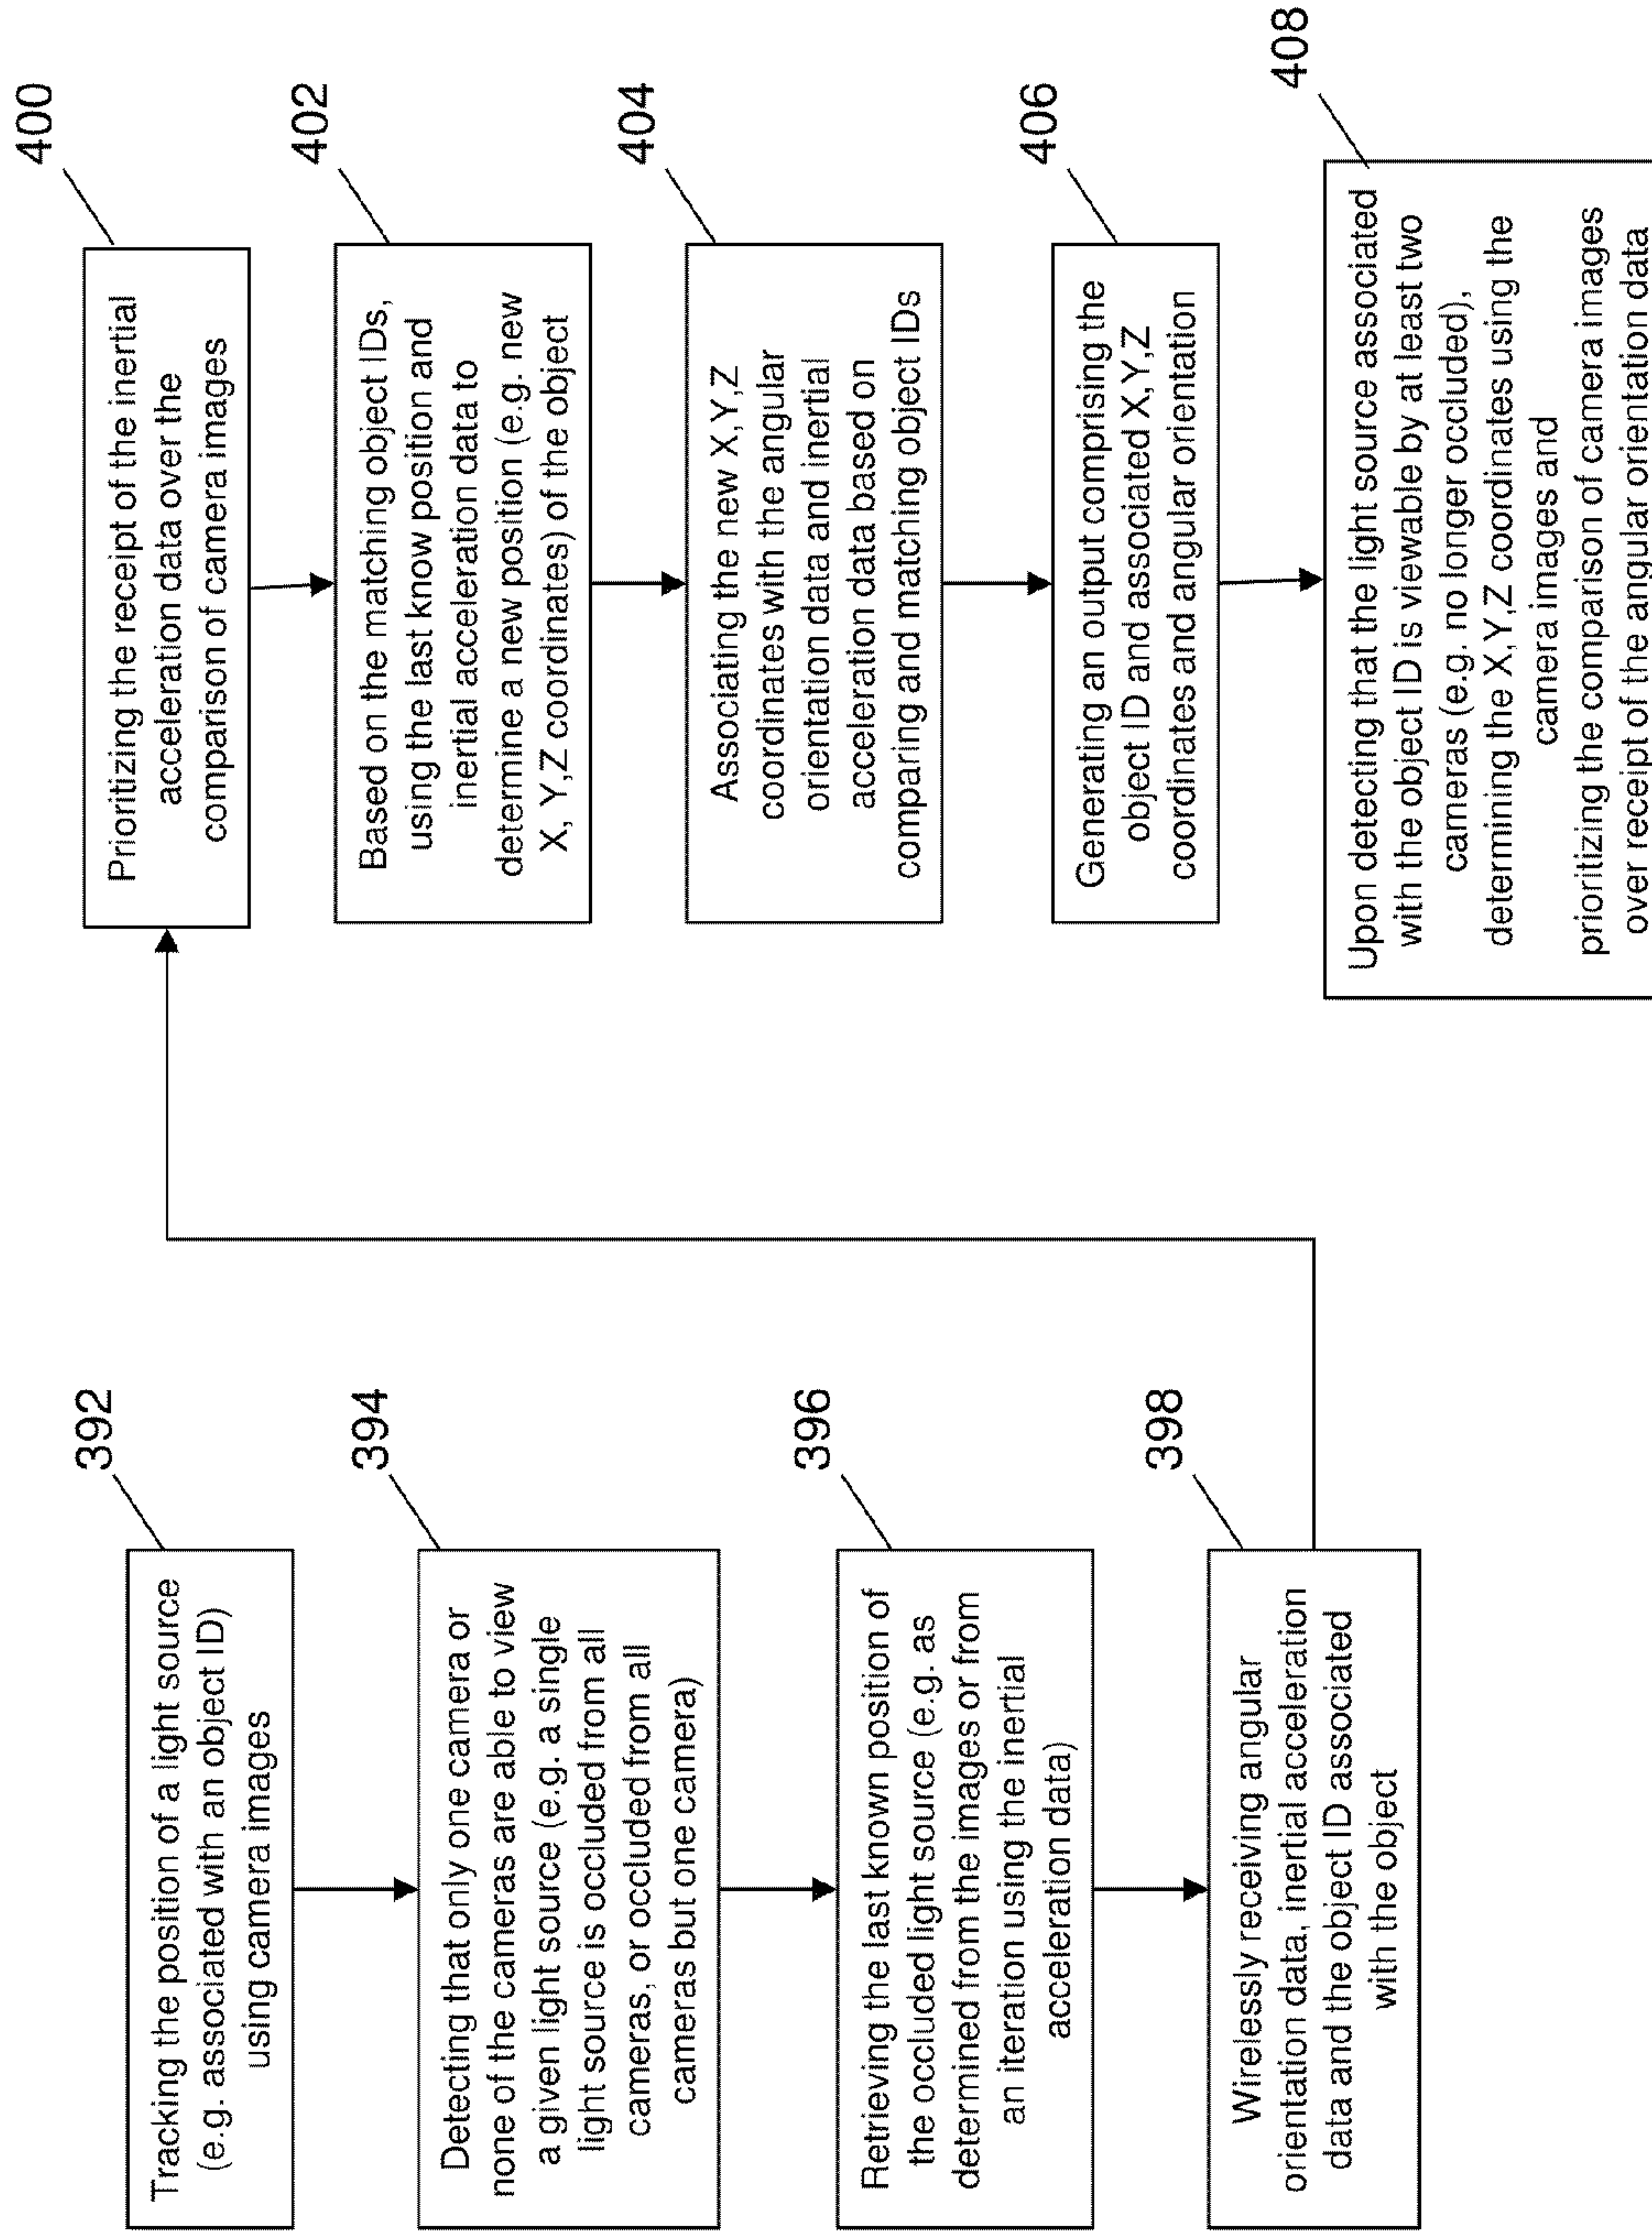 392
Tracking the position of a light source
(e.g. associated with an object ID)
using camera images
394
Detecting that only one camera or
none of the cameras are able to view
a given light source (e.g. a single
light source is occluded from all
cameras, or occluded from all
cameras but one camera)
396
Retrieving the last known position of
the occluded light source (e.g. as
determined from the images or from
an iteration using the inertial
acceleration data)
398
Wirelessly receiving angular
orientation data, inertial acceleration
data and the object ID associated
with the object
400
Prioritizing the receipt of the inertial
acceleration data over the
comparison of camera images
402
Based on the matching object IDs,
using the last know position and
inertial acceleration data to
determine a new position (e.g. new
X, Y,Z coordinates) of the object
404
Associating the new X,Y,Z
coordinates with the angular
orientation data and inertial
acceleration data based on
comparing and matching object IDs
406
Generating an output comprising the
object ID and associated X,Y,Z
coordinates and angular orientation
408
Upon detecting that the light source associated
with the object ID is viewable by at least two
cameras (e.g. no longer occluded),
determining the X,Y,Z coordinates using the
camera images and
prioritizing the comparison of camera images
over receipt of the angular orientation data